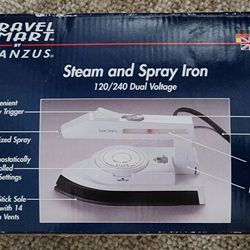 RAVEL
MART
BY
ANZUS
Steam and Spray Iron
120/240 Dual Voltage
enient
y Trigger
ized Spray
ostatically
olled
Settings
Stick Sole
with 14
m Vents